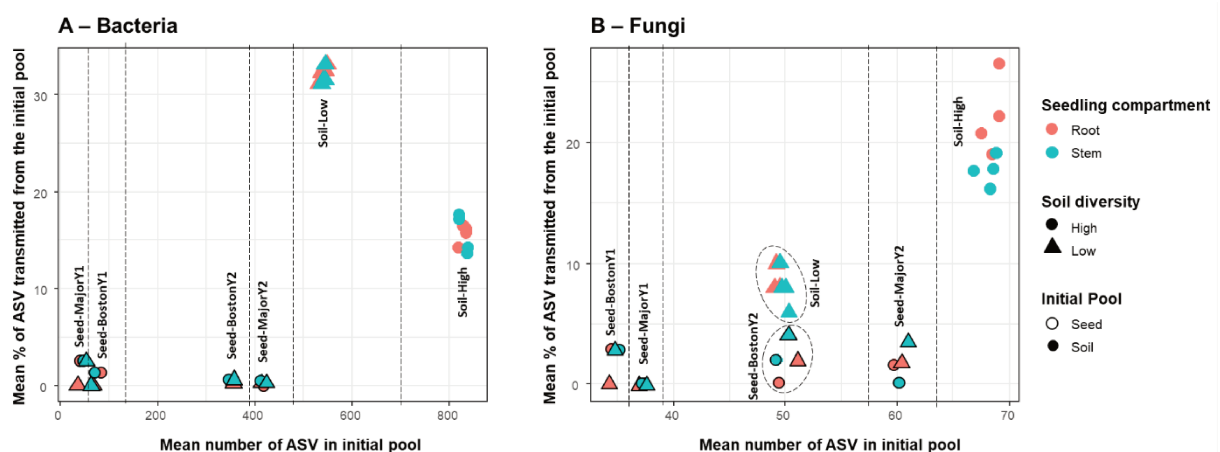 A – Bacteria
Mean % of ASV transmitted from the initial pool
30
20
10
0
Seed-MajorY1
Seed-BostonY1
Seed-BostonY2
Seed-MajorY2
Soil-Low
Soil-High
0
200
400
600
800
Mean number of ASV in initial pool
B – Fungi
Mean % of ASV transmitted from the initial pool
20
10
0
Seed-BostonY1
Seed-MajorY1
Seed-BostonY2
Soil-Low
Seed-MajorY2
Soil-High
40
50
60
70
Mean number of ASV in initial pool
Seedling compartment
Root
Stem
Soil diversity
High
Low
Initial Pool
Seed
Soil